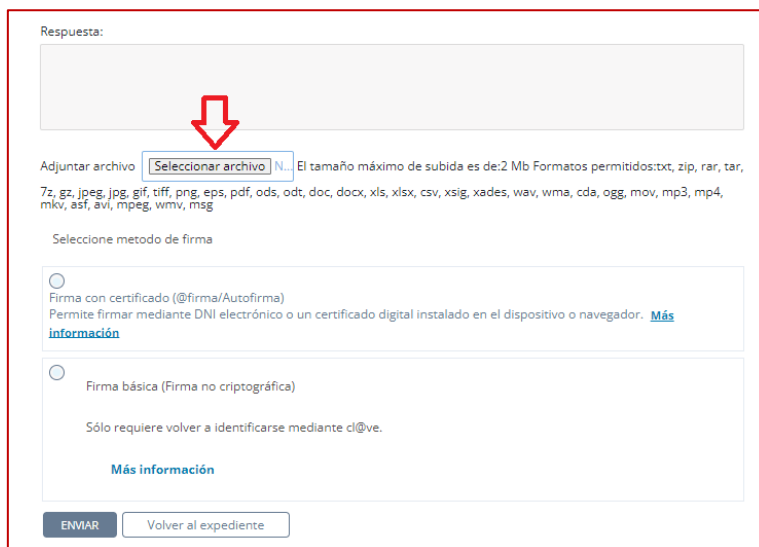 Respuesta:
Adjuntar archivo Seleccionar archivo N... El tamaño máximo de subida es de:2 Mb Formatos permitidos:txt, zip, rar, tar,
7z, gz, jpeg, jpg, gif, tiff, png, eps, pdf, ods, odt, doc, docx, xls, xlsx, csv, xsig, xades, wav, wma, cda, ogg, mov, mp3, mp4,
mkv, asf, avi, mpeg, wmv, msg
Seleccione metodo de firma
Firma con certificado (@firma/Autofirma)
Permite firmar mediante DNI electrónico o un certificado digital instalado en el dispositivo o navegador. Más
información
Firma básica (Firma no criptográfica)
Sólo requiere volver a identificarse mediante cl@ve.
Más información
ENVIAR Volver al expediente